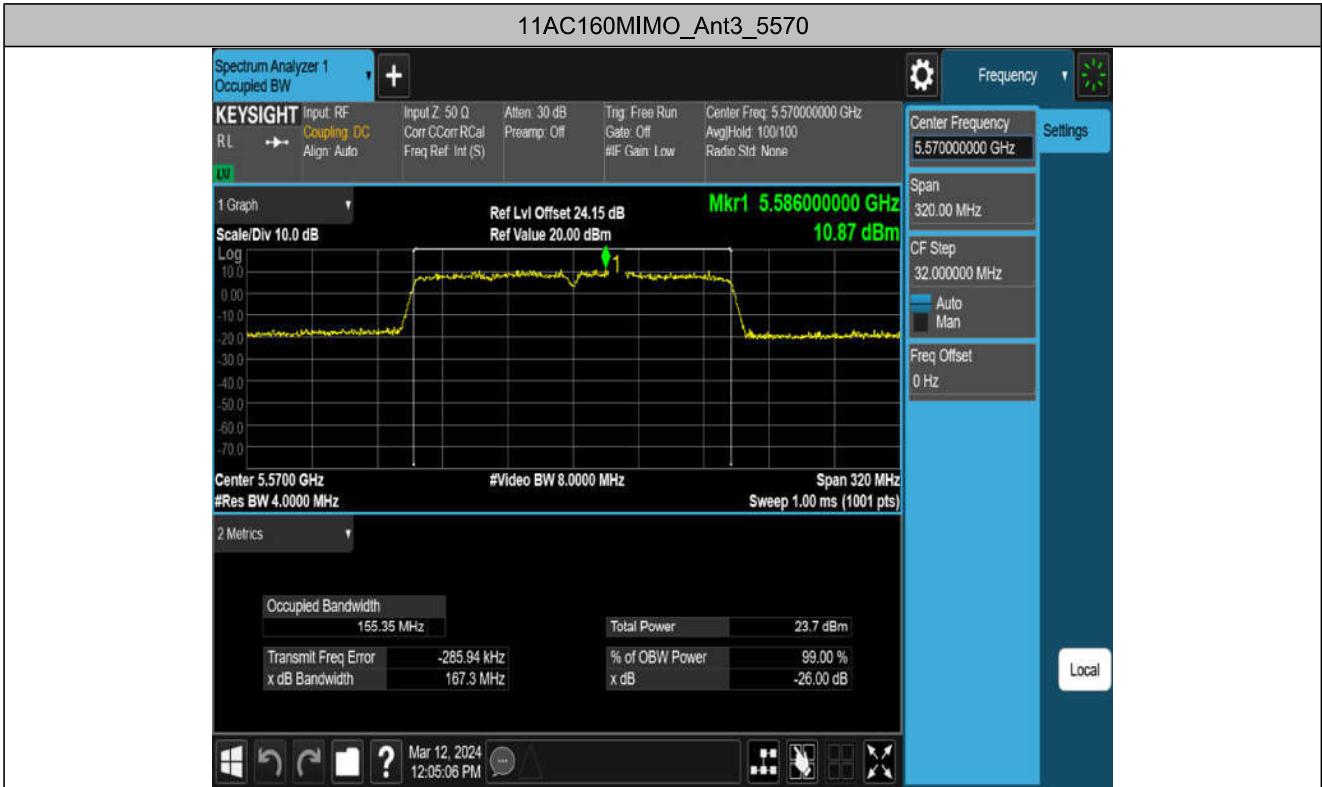 11AC160MIMO_Ant3_5570
Spectrum Analyzer 1
Occupied BW
Frequency
KEYSIGHT
R L
LXI
Input: RF
Coupling: DC
Align: Auto
Input Z: 50 Ω
Corr CCorr RCal
Freq Ref: Int (S)
Atten: 30 dB
Preamp: Off
Trig: Free Run
Gate: Off
#IF Gain: Low
Center Freq: 5.570000000 GHz
Avg|Hold: 100/100
Radio Std: None
Center Frequency
5.570000000 GHz
Settings
Span
320.00 MHz
CF Step
32.000000 MHz
Auto
Man
Freq Offset
0 Hz
Local
1 Graph
Scale/Div 10.0 dB
Ref Lvl Offset 24.15 dB
Ref Value 20.00 dBm
Mkr1 5.586000000 GHz
10.87 dBm
Log
10.0
0.00
-10.0
-20.0
-30.0
-40.0
-50.0
-60.0
-70.0
1
Center 5.5700 GHz
#Video BW 8.0000 MHz
Span 320 MHz
#Res BW 4.0000 MHz
Sweep 1.00 ms (1001 pts)
2 Metrics
Occupied Bandwidth
155.35 MHz
Total Power 23.7 dBm
Transmit Freq Error -285.94 kHz
% of OBW Power 99.00 %
x dB Bandwidth 167.3 MHz
x dB -26.00 dB
?
Mar 12, 2024
12:05:06 PM